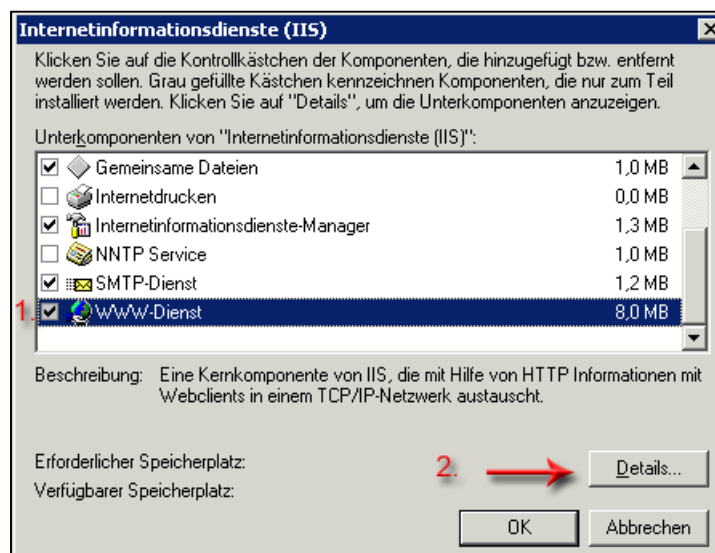 Internetinformationsdienste (IIS)
Klicken Sie auf die Kontrollkästchen der Komponenten, die hinzugefügt bzw. entfernt
werden sollen. Grau gefüllte Kästchen kennzeichnen Komponenten, die nur zum Teil
installiert werden. Klicken Sie auf "Details", um die Unterkomponenten anzuzeigen.
Unterkomponenten von "Internetinformationsdienste (IIS)":
Gemeinsame Dateien 1,0 MB
Internetdrucken 0,0 MB
Internetinformationsdienste-Manager 1,3 MB
NNTP Service 1,0 MB
SMTP-Dienst 1,2 MB
1. WWW-Dienst 8,0 MB
Beschreibung: Eine Kernkomponente von IIS, die mit Hilfe von HTTP Informationen mit
Webclients in einem TCP/IP-Netzwerk austauscht.
Erforderlicher Speicherplatz:
2. Details...
Verfügbarer Speicherplatz:
OK Abbrechen